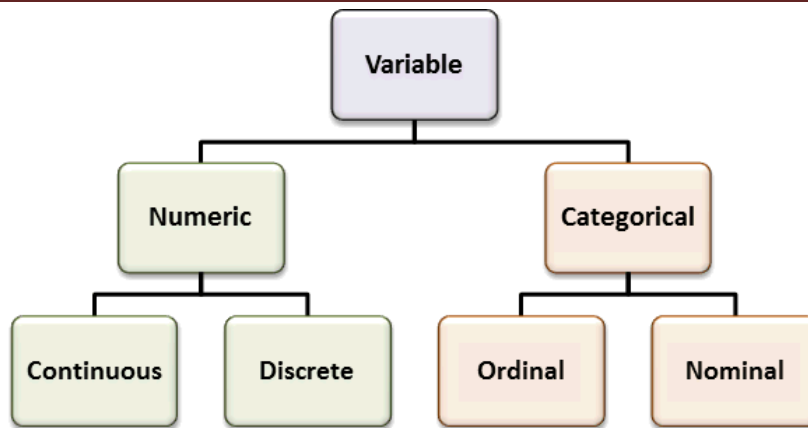 Variable
Numeric
Categorical
Continuous
Discrete
Ordinal
Nominal